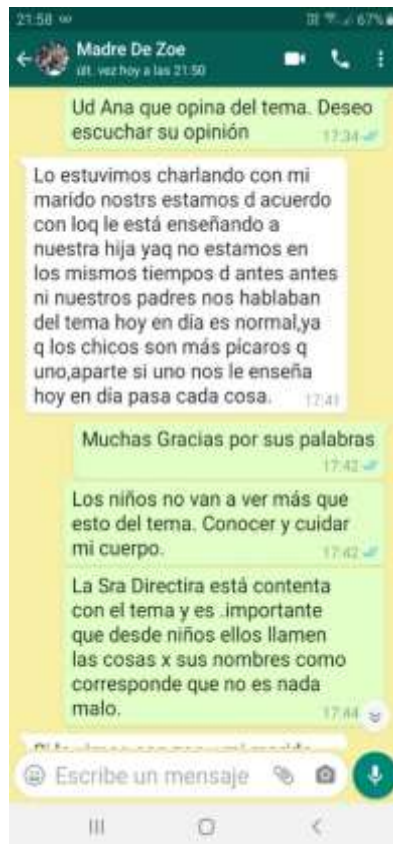 21:58
67%
Madre De Zoe
últ. vez hoy a las 21:50
Ud Ana que opina del tema. Deseo
escuchar su opinión
17:34
Lo estuvimos charlando con mi
marido nostrs estamos d acuerdo
con loq le está enseñando a
nuestra hija yaq no estamos en
los mismos tiempos d antes antes
ni nuestros padres nos hablaban
del tema hoy en día es normal,ya
q los chicos son más pícaros q
uno,aparte si uno nos le enseña
hoy en día pasa cada cosa.
17:41
Muchas Gracias por sus palabras
17:42
Los niños no van a ver más que
esto del tema. Conocer y cuidar
mi cuerpo.
17:42
La Sra Directira está contenta
con el tema y es .importante
que desde niños ellos llamen
las cosas x sus nombres como
corresponde que no es nada
malo.
17:44
Escribe un mensaje